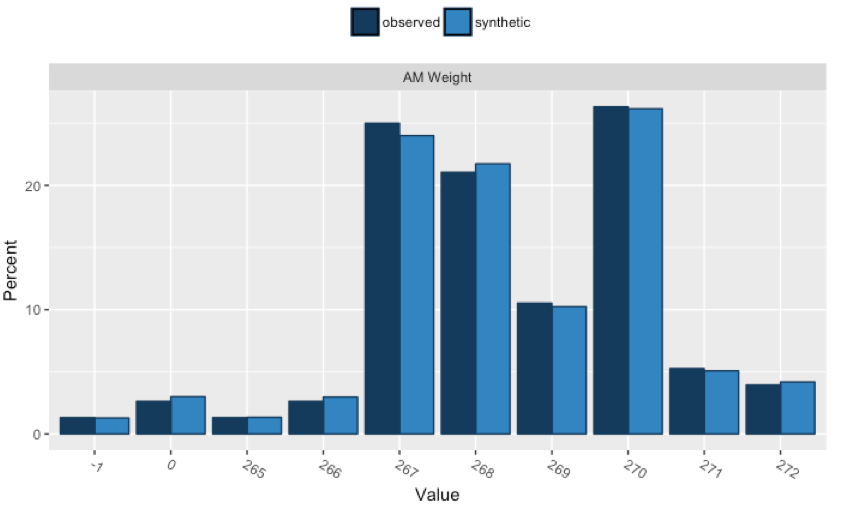 observed synthetic
AM Weight
Percent
20
10
0
-1 0 265 266 267 268 269 270 271 272
Value